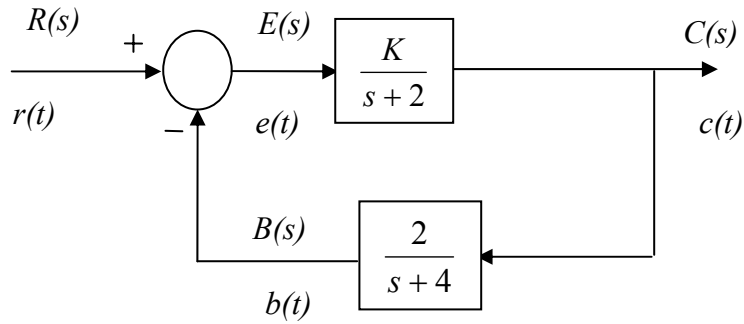 R(s)
+
E(s)
K
s + 2
C(s)
r(t)
−
e(t)
c(t)
B(s)
2
s + 4
b(t)